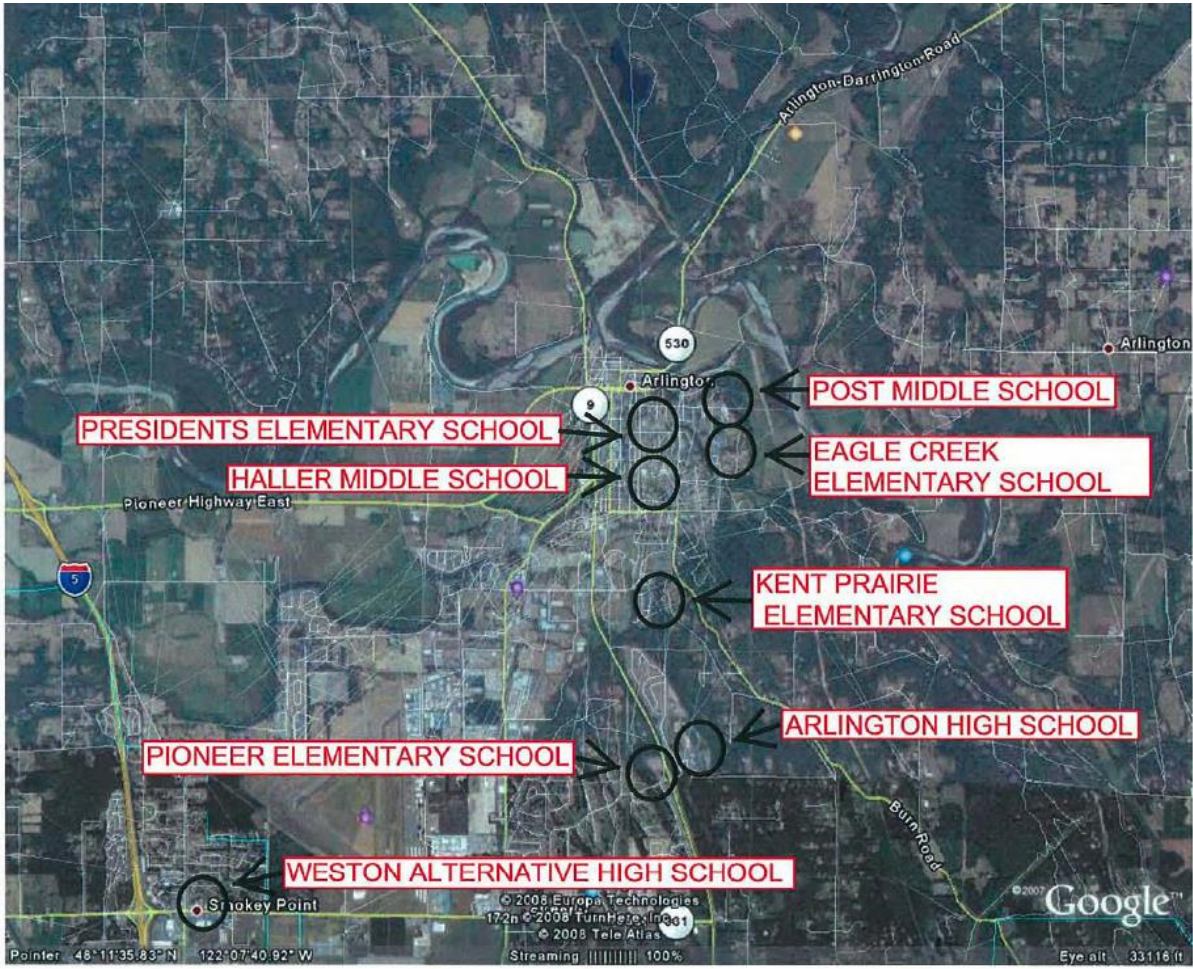 Arlington-Darrington-Road
530
Arlington
Arlington
9
POST MIDDLE SCHOOL
PRESIDENTS ELEMENTARY SCHOOL
EAGLE CREEK
ELEMENTARY SCHOOL
HALLER MIDDLE SCHOOL
Pioneer Highway East
5
KENT PRAIRIE
ELEMENTARY SCHOOL
ARLINGTON HIGH SCHOOL
PIONEER ELEMENTARY SCHOOL
Burn Road
WESTON ALTERNATIVE HIGH SCHOOL
Smokey Point
© 2008 Europa Technologies
© 2008 TurnHere, Inc.
© 2008 Tele Atlas
©2007 Google™
Pointer 48°11'35.83" N 122°07'40.92" W
Streaming ||||||||| 100%
Eye alt 33116 ft